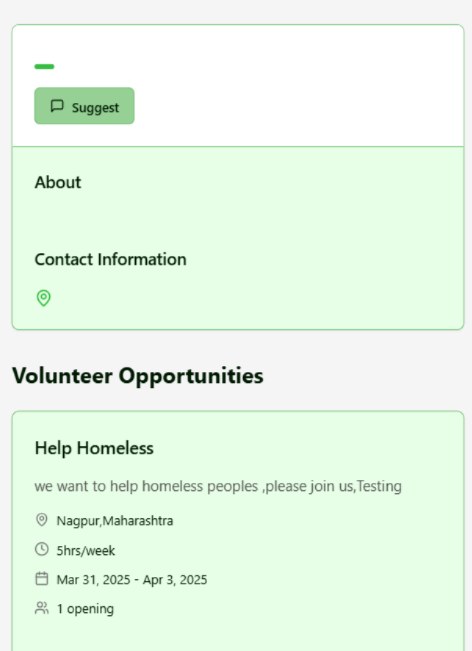 Suggest
About
Contact Information
Volunteer Opportunities
Help Homeless
we want to help homeless peoples ,please join us,Testing
Nagpur,Maharashtra
5hrs/week
Mar 31, 2025 - Apr 3, 2025
1 opening